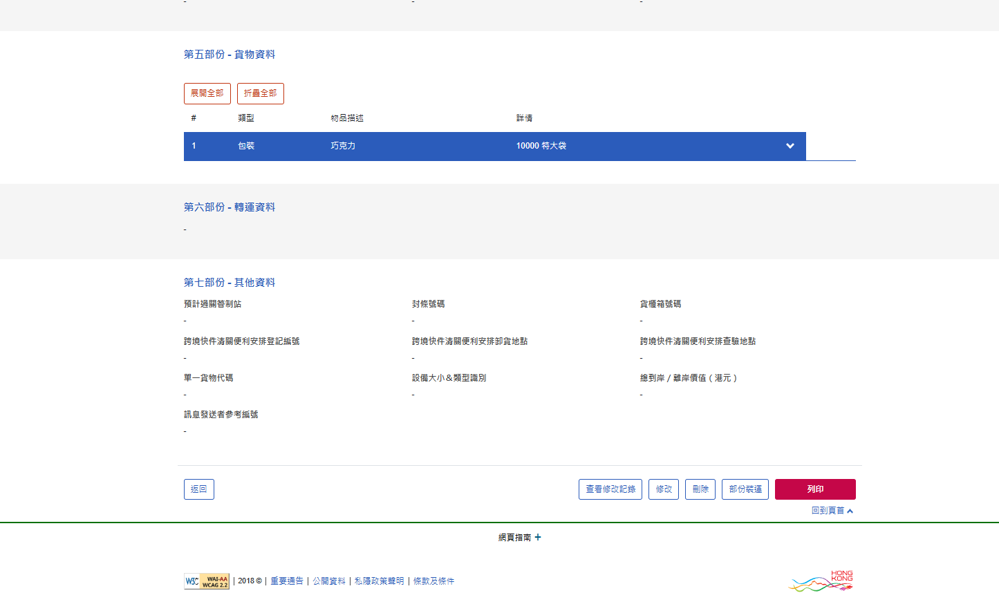 - - -
第五部份 - 貨物資料
展開全部 折疊全部
# 類型 物品描述 詳情
1 包裝 巧克力 10000 特大袋
第六部份 - 轉運資料
-
第七部份 - 其他資料
預計過關管制站 封條號碼 貨櫃箱號碼
- - -
跨境快件清關便利安排登記編號 跨境快件清關便利安排卸貨地點 跨境快件清關便利安排查驗地點
- - -
單一貨物代碼 設備大小&類型識別 總到岸 / 離岸價值 ( 港元 )
- - -
訊息發送者參考編號
-
返回 查看修改記錄 修改 刪除 部份裝運 列印
回到頁首
網頁指南 +
W3C WAI-AA WCAG 2.2 | 2018 © | 重要通告 | 公開資料 | 私隱政策聲明 | 條款及條件
HONG KONG